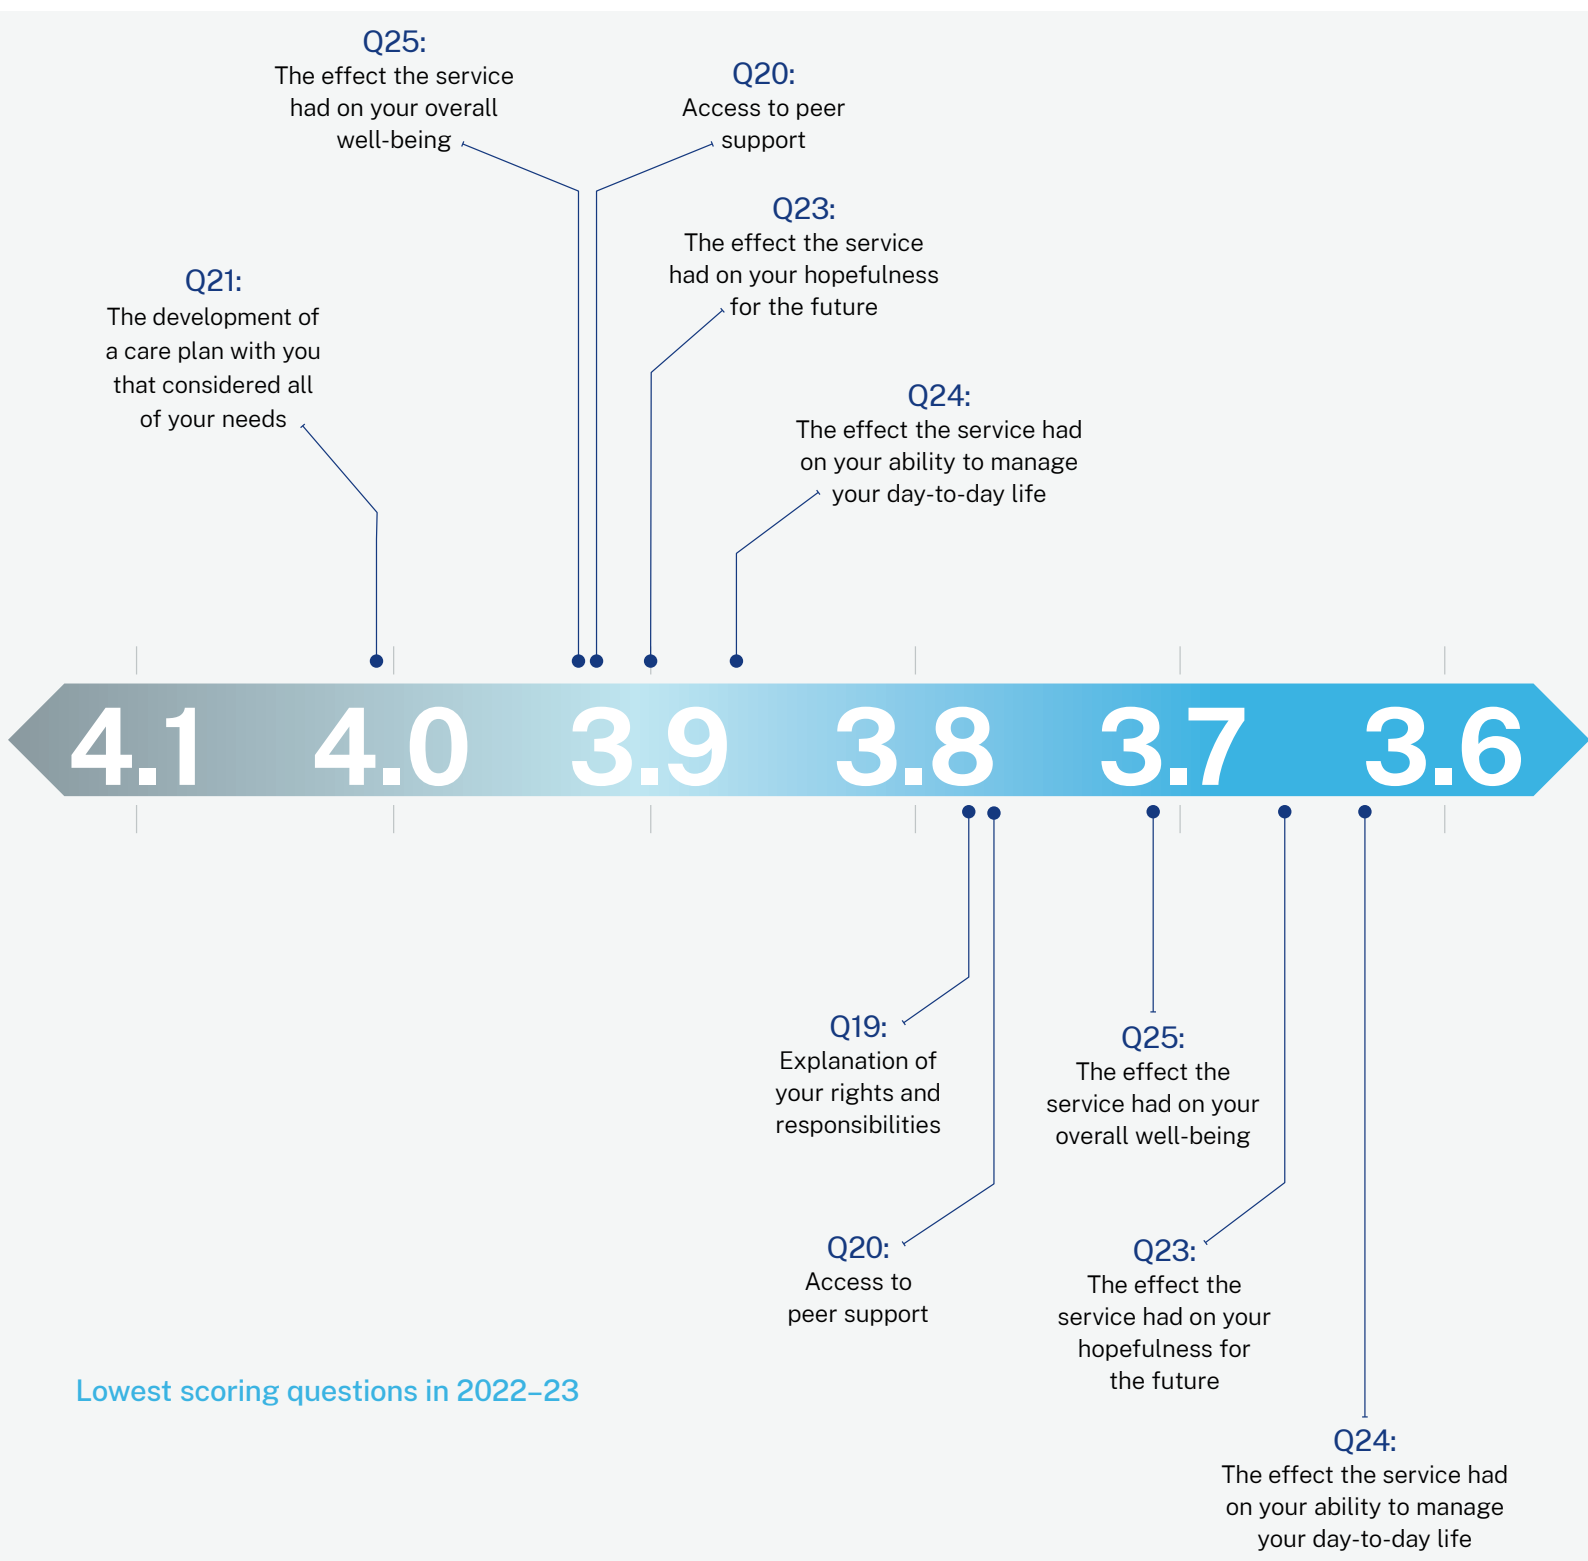 Q25:
The effect the service
had on your overall
well-being
Q20:
Access to peer
support
Q23:
The effect the service
had on your hopefulness
for the future
Q21:
The development of
a care plan with you
that considered all
of your needs
Q24:
The effect the service had
on your ability to manage
your day-to-day life
4.1 4.0 3.9 3.8 3.7 3.6
Q19:
Explanation of
your rights and
responsibilities
Q25:
The effect the
service had on your
overall well-being
Q20:
Access to
peer support
Q23:
The effect the
service had on your
hopefulness for
the future
Lowest scoring questions in 2022–23
Q24:
The effect the service had
on your ability to manage
your day-to-day life